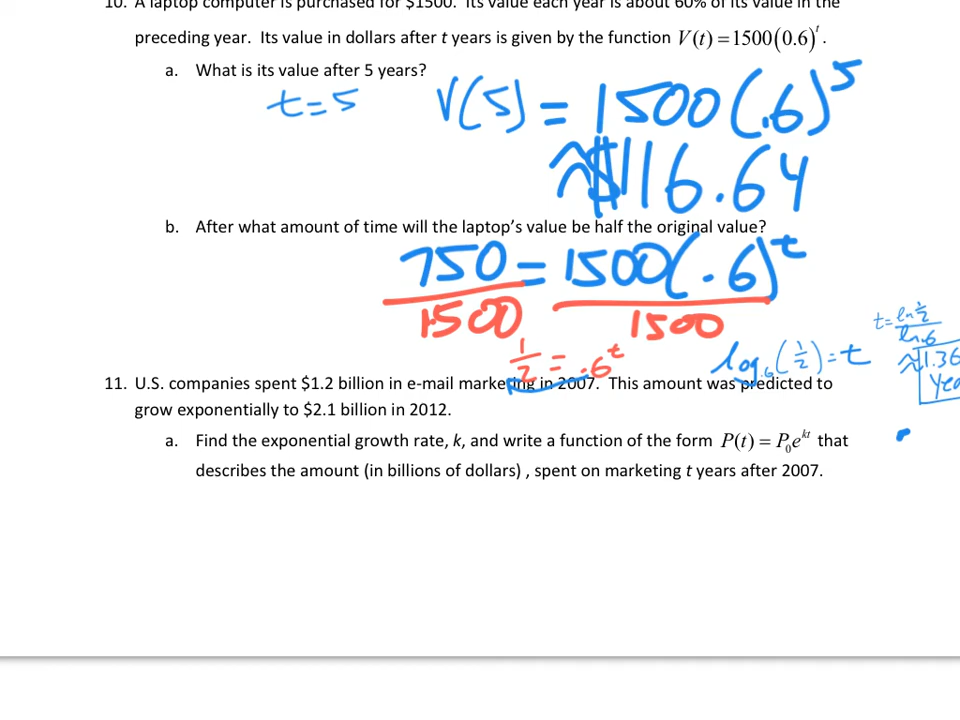 10. A laptop computer is purchased for $1500. Its value each year is about 60% of its value in the
preceding year. Its value in dollars after t years is given by the function V(t) = 1500(0.6)^t.
a. What is its value after 5 years?
t=5 V(5) = 1500(.6)^5
≈$116.64
b. After what amount of time will the laptop's value be half the original value?
750 = 1500(.6)^t
1500 1500
t = ln ½ / ln .6
½ = .6^t log.6(½) = t ≈1.36
11. U.S. companies spent $1.2 billion in e-mail marketing in 2007. This amount was predicted to
grow exponentially to $2.1 billion in 2012.
a. Find the exponential growth rate, k, and write a function of the form P(t) = P₀e^kt that
describes the amount (in billions of dollars) , spent on marketing t years after 2007.